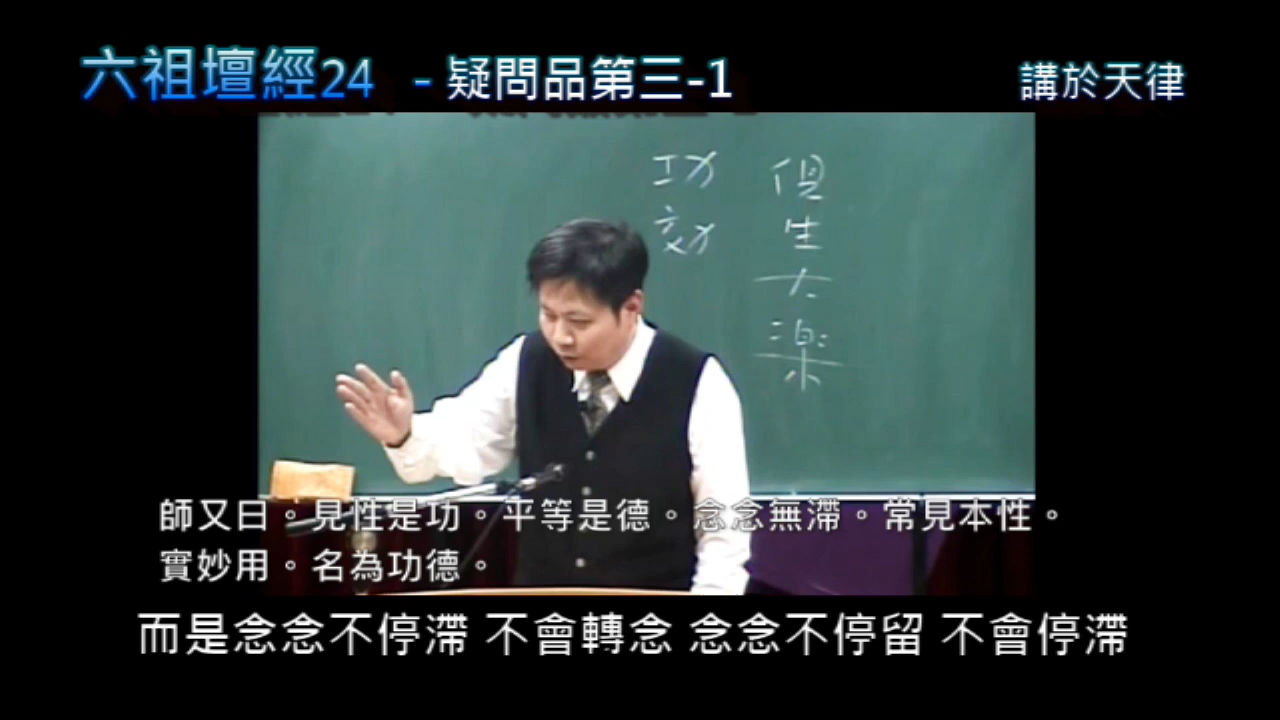 六祖壇經24 - 疑問品第三-1
講於天律
功效
俱生大樂
師又曰。見性是功。平等是德。念念無滯。常見本性。
實妙用。名為功德。
而是念念不停滯 不會轉念 念念不停留 不會停滯